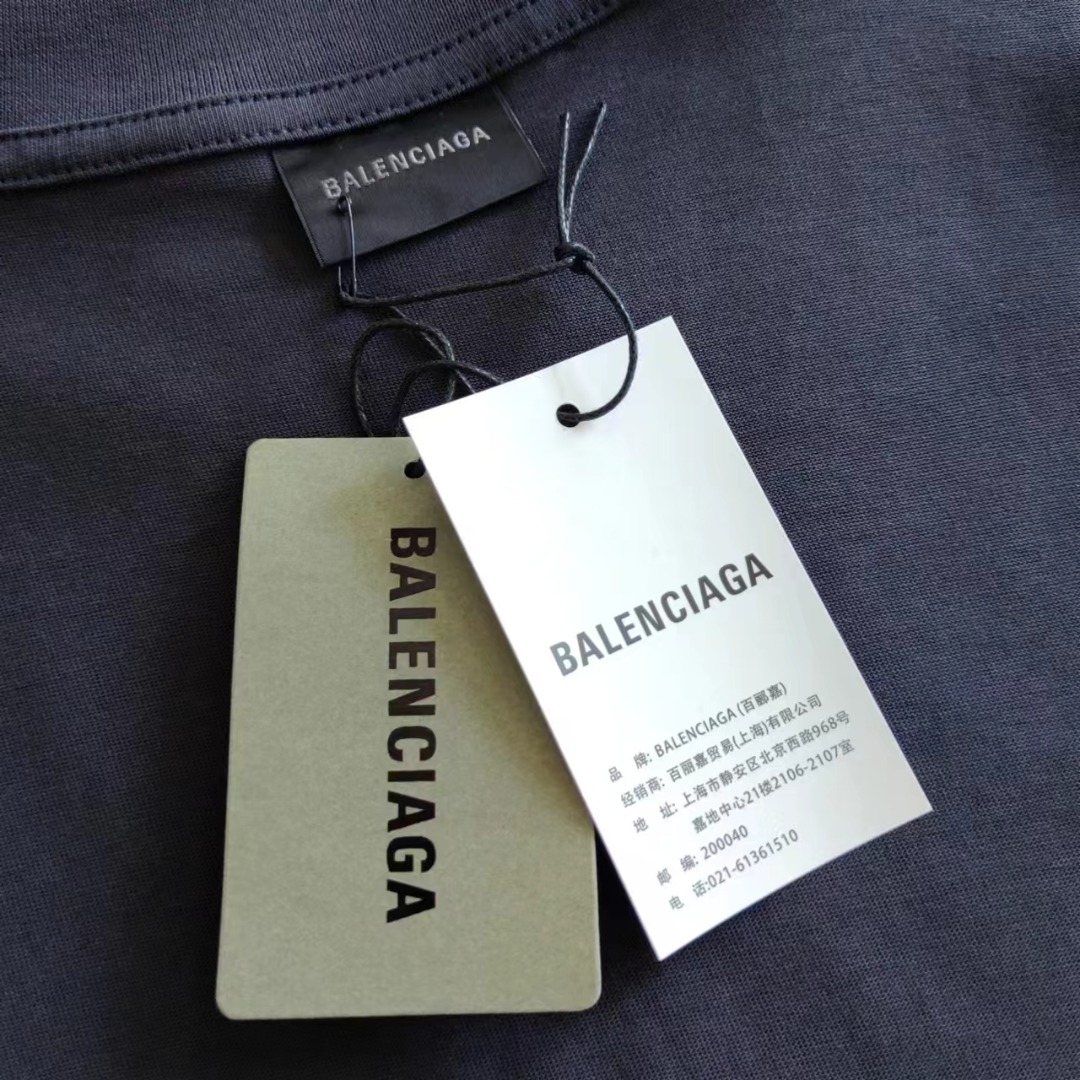 BALENCIAGA
BALENCIAGA
BALENCIAGA
品 牌: BALENCIAGA (百郦嘉)
经销商: 百丽嘉贸易(上海)有限公司
地 址: 上海市静安区北京西路968号
嘉地中心21楼2106-2107室
邮 编: 200040
电 话:021-61361510